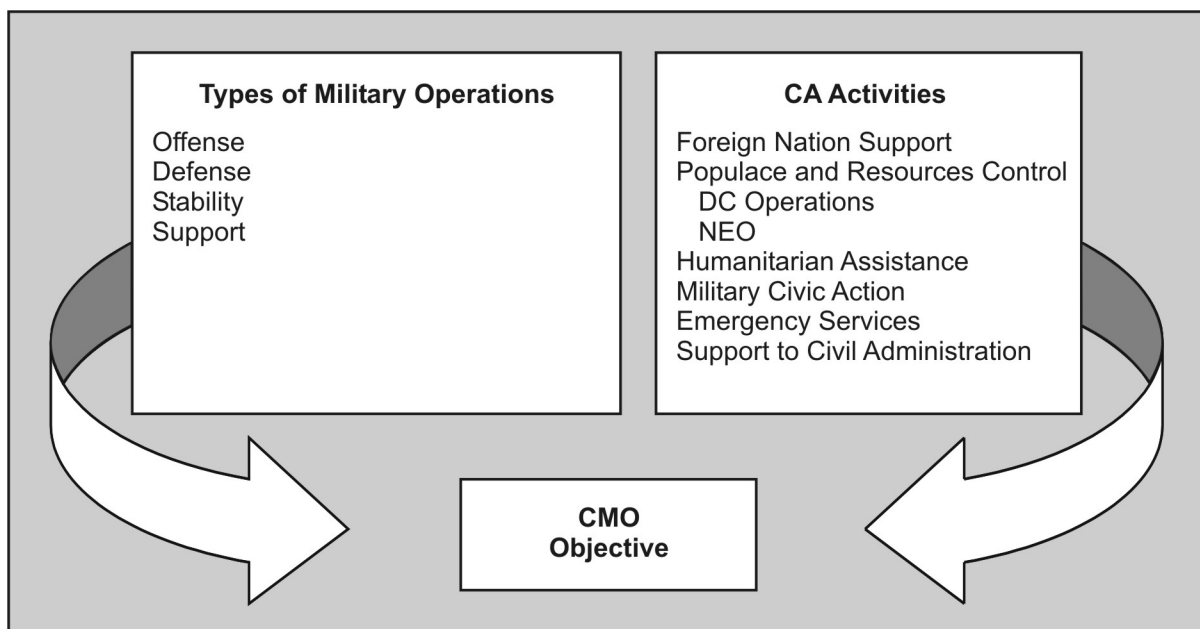 Types of Military Operations
Offense
Defense
Stability
Support
CA Activities
Foreign Nation Support
Populace and Resources Control
DC Operations
NEO
Humanitarian Assistance
Military Civic Action
Emergency Services
Support to Civil Administration
CMO
Objective